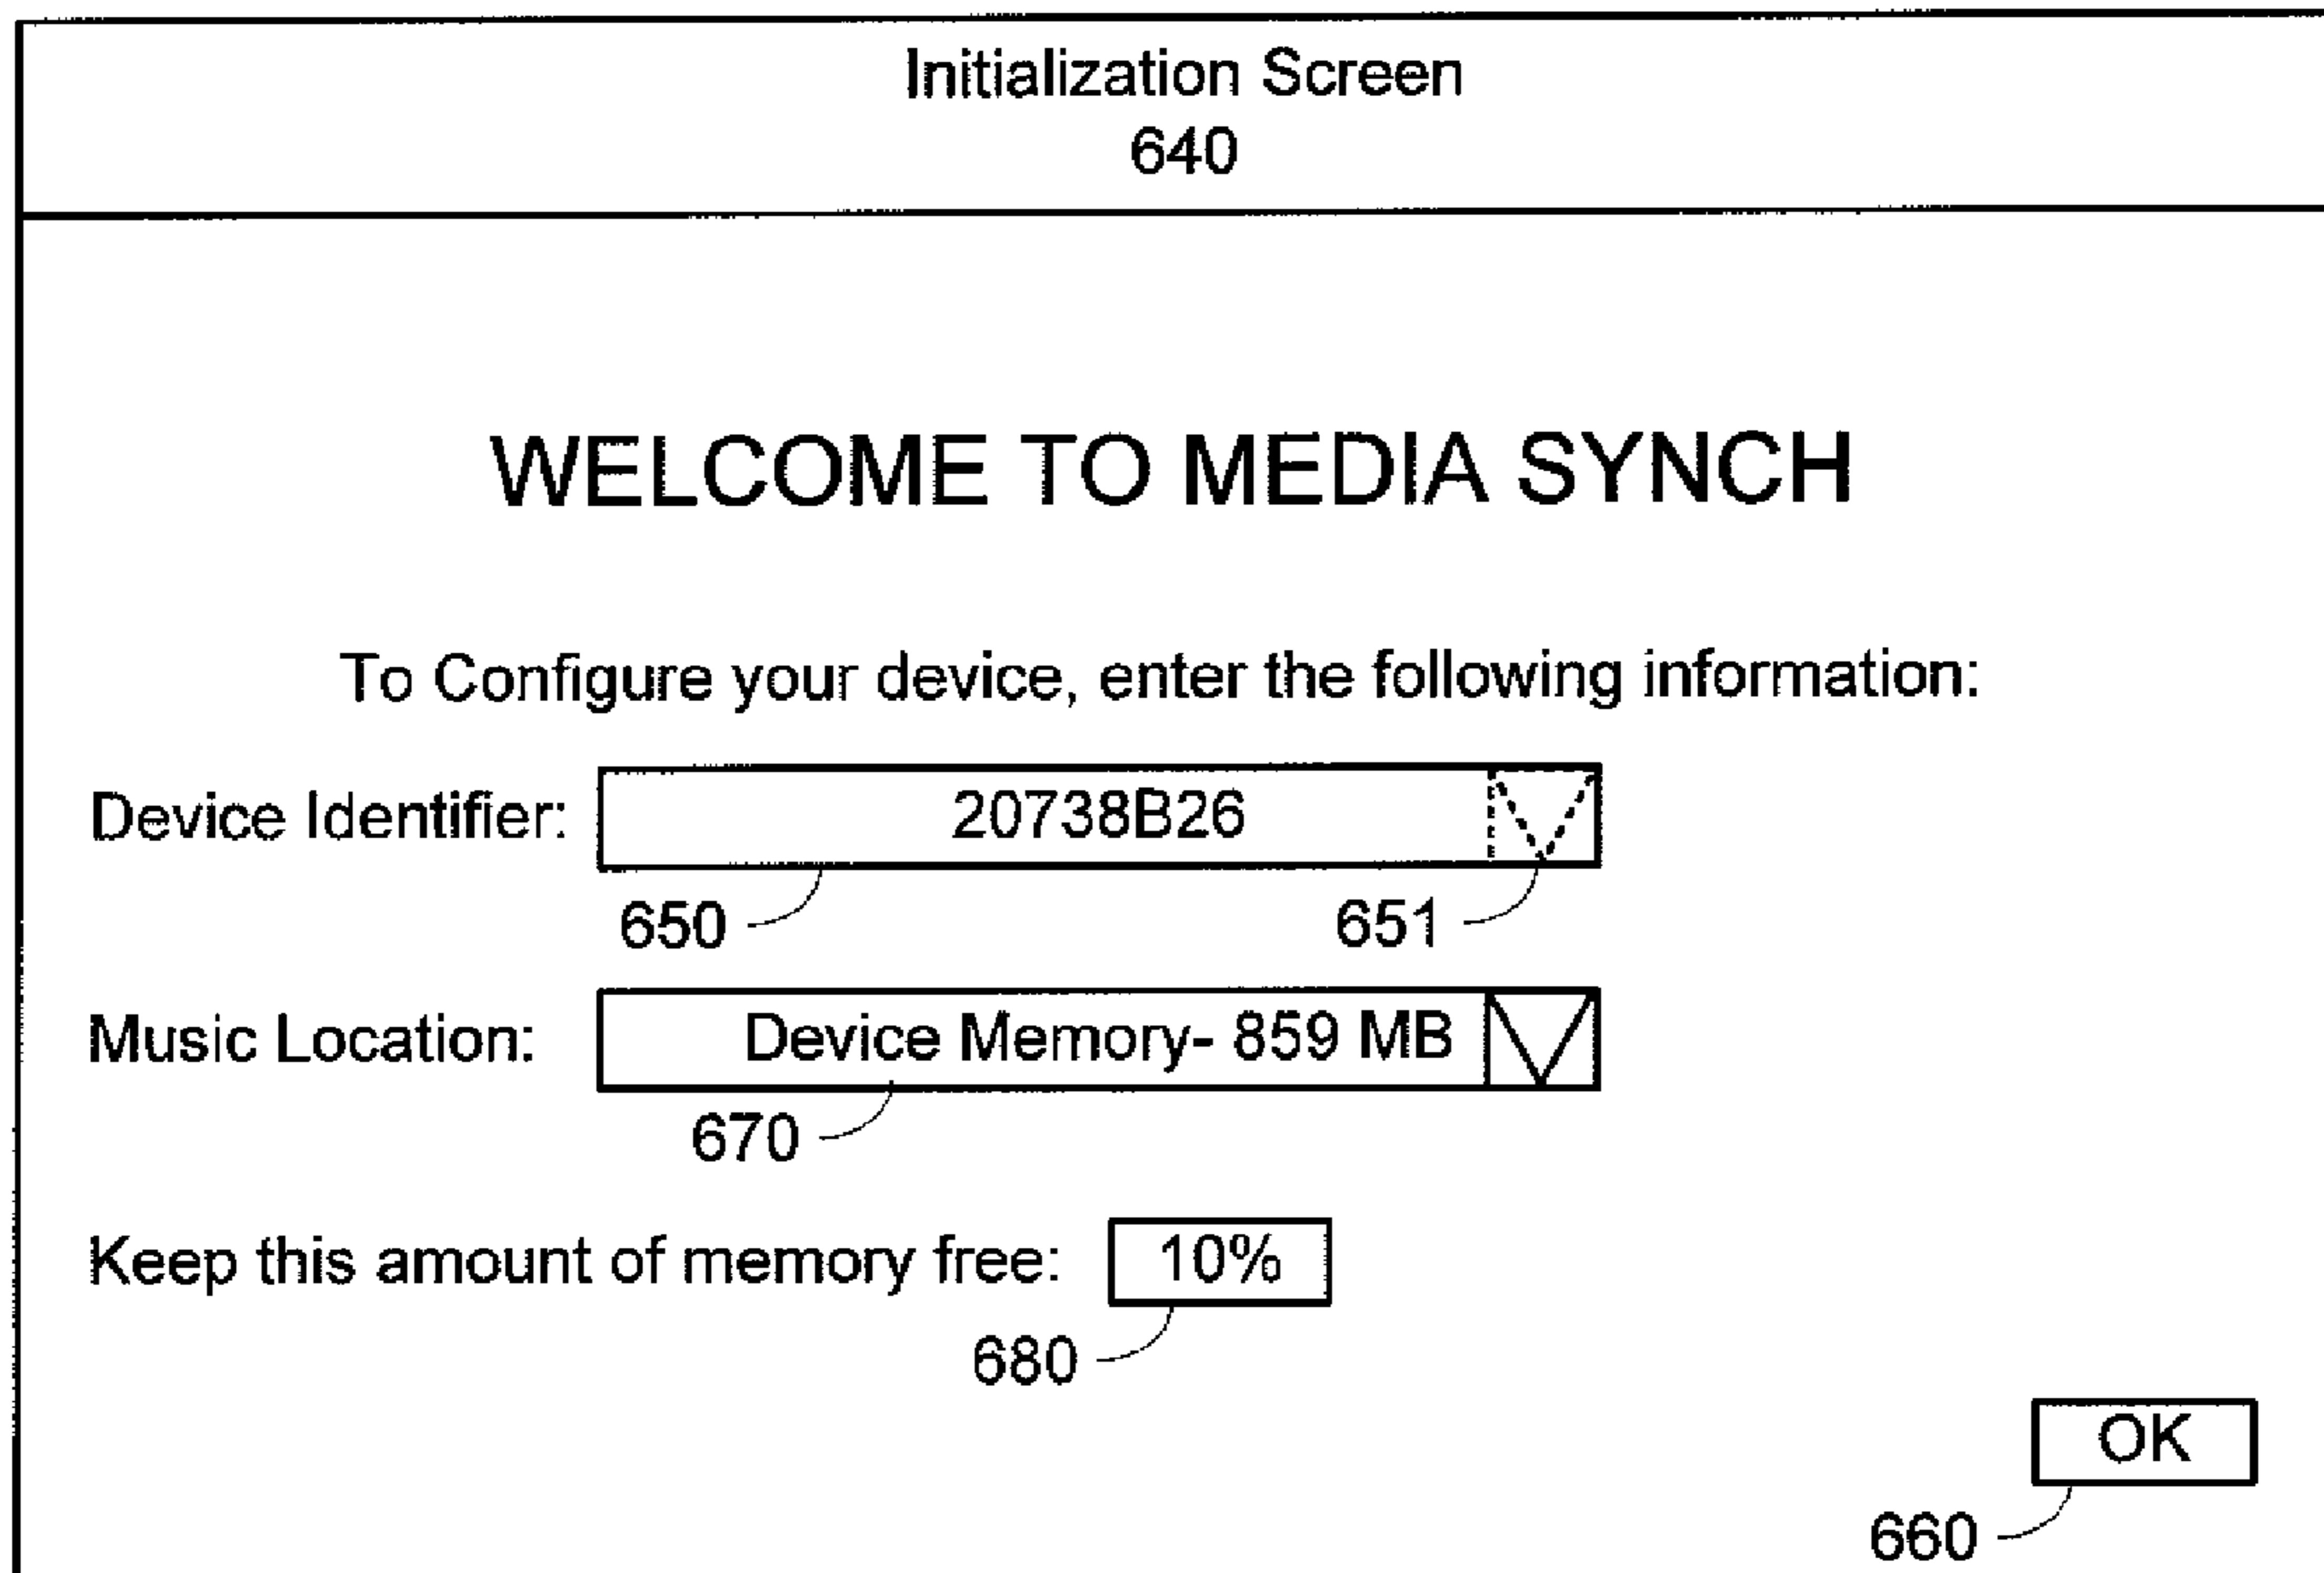 Initialization Screen
640
WELCOME TO MEDIA SYNCH
To Configure your device, enter the following information:
Device Identifier: 20738B26
650 651
Music Location: Device Memory- 859 MB
670
Keep this amount of memory free: 10%
680
OK
660